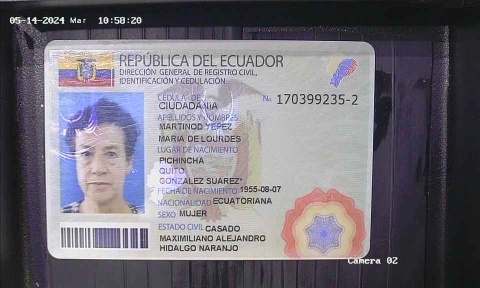 05-14-2024 Mar 10:58:20
REPÚBLICA DEL ECUADOR
DIRECCIÓN GENERAL DE REGISTRO CIVIL,
IDENTIFICACIÓN Y CEDULACIÓN
CÉDULA DE No. 170399235-2
CIUDADANÍA
APELLIDOS Y NOMBRES
MARTINOD YEPEZ
MARIA DE LOURDES
LUGAR DE NACIMIENTO
PICHINCHA
QUITO
GONZALEZ SUAREZ*
FECHA DE NACIMIENTO 1955-08-07
NACIONALIDAD ECUATORIANA
SEXO MUJER
ESTADO CIVIL CASADO
MAXIMILIANO ALEJANDRO
HIDALGO NARANJO
Camera 02